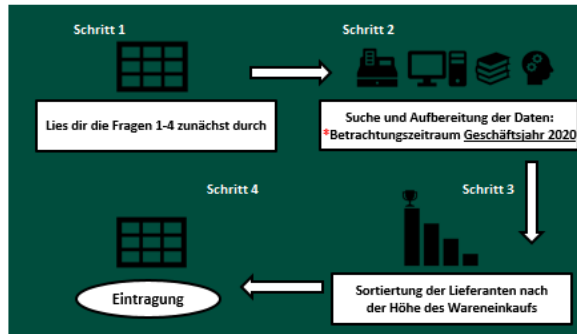 Schritt 1
Lies dir die Fragen 1-4 zunächst durch
Schritt 2
Suche und Aufbereitung der Daten:
*Betrachtungszeitraum Geschäftsjahr 2020
Schritt 3
Sortiertung der Lieferanten nach
der Höhe des Wareneinkaufs
Schritt 4
Eintragung